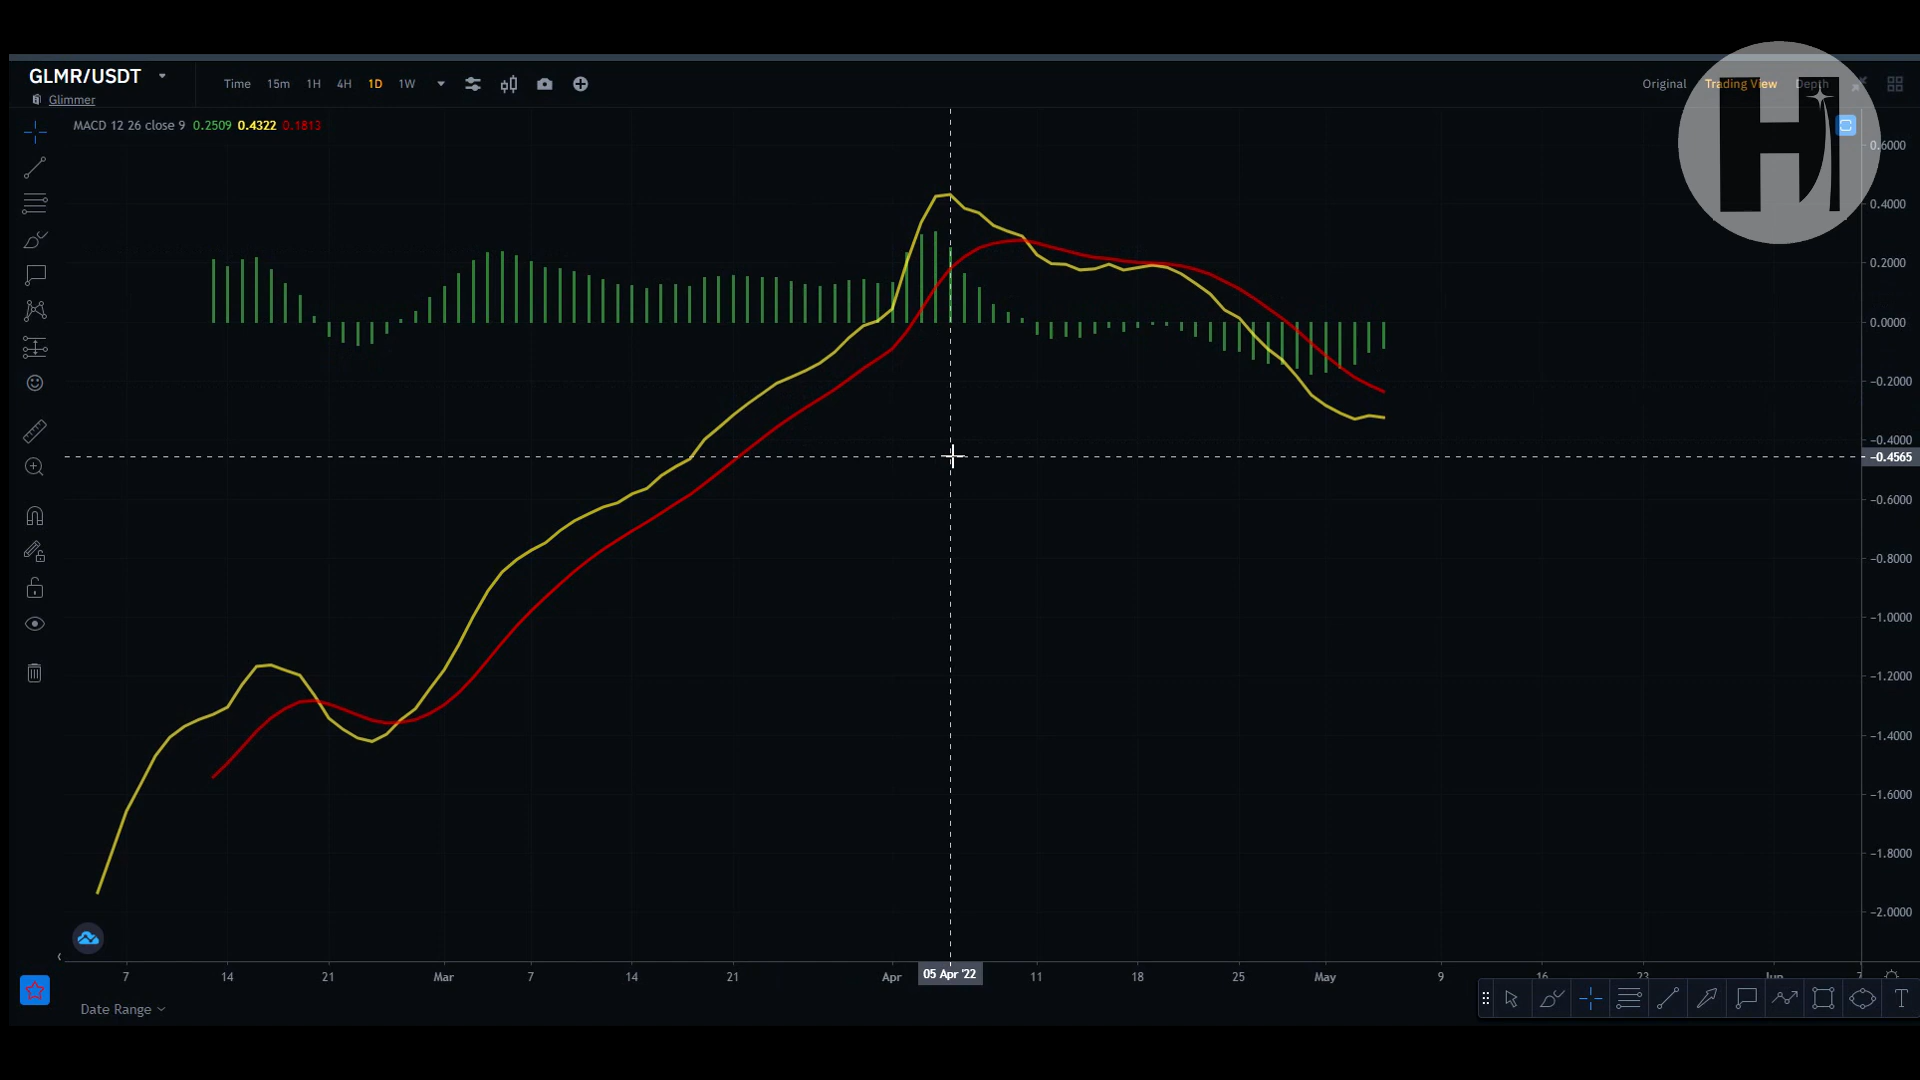 GLMR/USDT
Glimmer
Time 15m 1H 4H 1D 1W
Original Trading View Depth
MACD 12 26 close 9 0.2509 0.4322 0.1813
H
0.6000
0.4000
0.2000
0.0000
-0.2000
-0.4000
-0.4565
-0.6000
-0.8000
-1.0000
-1.2000
-1.4000
-1.6000
-1.8000
-2.0000
7 14 21 Mar 7 14 21 Apr 05 Apr '22 11 18 25 May 9 16 23 Jun 7
Date Range
T